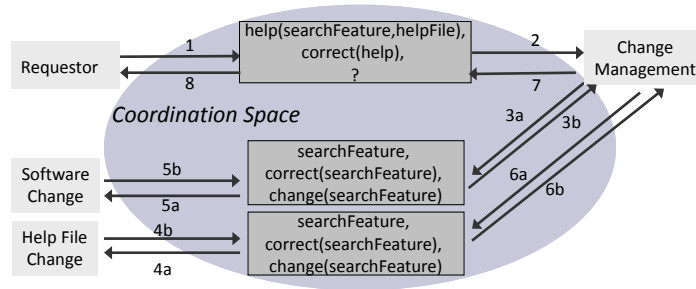 1
help(searchFeature,helpFile),
correct(help),
?
2
Requestor
Change
Management
8
7
Coordination Space
3a
3b
searchFeature,
correct(searchFeature),
change(searchFeature)
Software
Change
5b
5a
6a
6b
searchFeature,
correct(searchFeature),
change(searchFeature)
Help File
Change
4b
4a